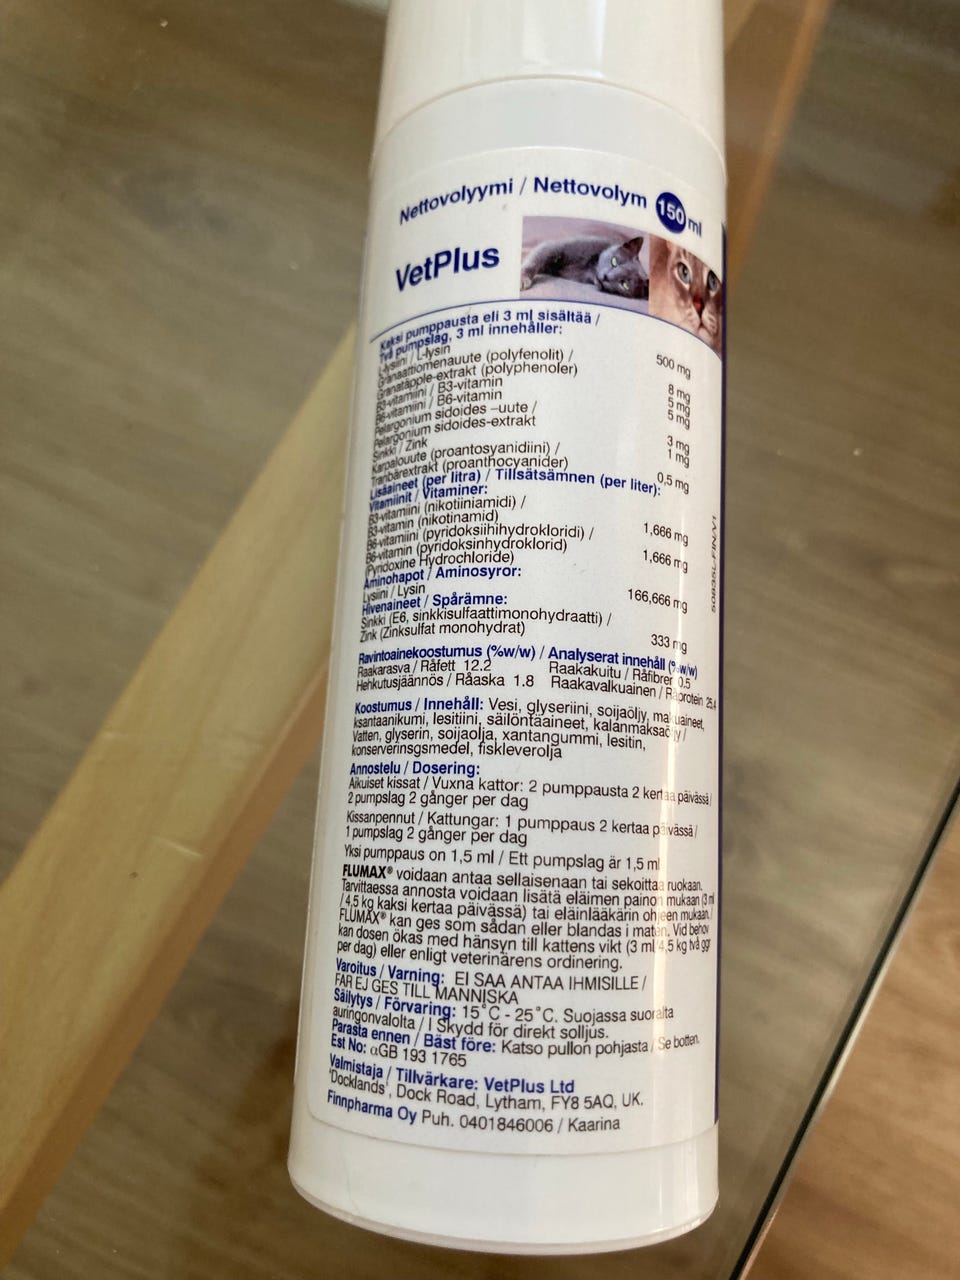 Nettovolyymi / Nettovolym 150 ml
VetPlus
Kaksi pumppausta eli 3 ml sisältää /
Två pumpslag, 3 ml innehåller:
L-lysiini / L-lysin 500 mg
Granaattiomenauute (polyfenolit) /
Granatäpple-extrakt (polyphenoler) 8 mg
B3-vitamiini / B3-vitamin 5 mg
B6-vitamiini / B6-vitamin 5 mg
Pelargonium sidoides –uute /
Pelargonium sidoides-extrakt 3 mg
Sinkki / Zink 1 mg
Karpalouute (proantosyanidiini) /
Tranbärextrakt (proanthocyanider) 0,5 mg
Lisäaineet (per litra) / Tillsätsämnen (per liter):
Vitamiinit / Vitaminer:
B3-vitamiini (nikotiiniamidi) /
B3-vitamin (nikotinamid) 1,666 mg
B6-vitamiini (pyridoksiihihydrokloridi) /
B6-vitamin (pyridoxinhydroklorid)
(Pyridoxine Hydrochloride) 1,666 mg
Aminohapot / Aminosyror:
Lysiini / Lysin 166,666 mg
Hivenaineet / Spårämne:
Sinkki (E6, sinkkisulfaattimonohydraatti) /
Zink (Zinksulfat monohydrat) 333 mg
50835L-FIN/V1
Ravintoainekoostumus (%w/w) / Analyserat innehåll (%w/w)
Raakarasva / Råfett 12.2 Raakakuitu / Råfibrer 0.5
Hehkutusjäännös / Råaska 1.8 Raakavalkuainen / Råprotein 25,4
Koostumus / Innehåll: Vesi, glyseriini, soijaöljy, makuaineet,
ksantaanikumi, lesitiini, säilöntäaineet, kalanmaksaöljy /
Vatten, glyserin, soijaolja, xantangummi, lesitin,
konserverinsgsmedel, fiskleverolja
Annostelu / Dosering:
Aikuiset kissat / Vuxna kattor: 2 pumppausta 2 kertaa päivässä/
2 pumpslag 2 gånger per dag
Kissanpennut / Kattungar: 1 pumppaus 2 kertaa päivässä/
1 pumpslag 2 gånger per dag
Yksi pumppaus on 1,5 ml / Ett pumpslag är 1,5 ml
FLUMAX® voidaan antaa sellaisenaan tai sekoittaa ruokaan.
Tarvittaessa annosta voidaan lisätä eläimen painon mukaan (3 ml
/ 4,5 kg kaksi kertaa päivässä) tai eläinlääkärin ohjeen mukaan./
FLUMAX® kan ges som sådan eller blandas i maten. Vid behov
kan dosen ökas med hänsyn till kattens vikt (3 ml/4,5 kg två ggr
per dag) eller enligt veterinärens ordinering.
Varoitus / Varning: EI SAA ANTAA IHMISILLE /
FÅR EJ GES TILL MÄNNISKA
Säilytys / Förvaring: 15˚C - 25˚C. Suojassa suoralta
auringonvalolta / I Skydd för direkt solljus.
Parasta ennen / Bäst före: Katso pullon pohjasta / Se botten.
Est No: αGB 193 1765
Valmistaja / Tillvärkare: VetPlus Ltd
'Docklands', Dock Road, Lytham, FY8 5AQ, UK.
Finnpharma Oy Puh. 0401846006 / Kaarina